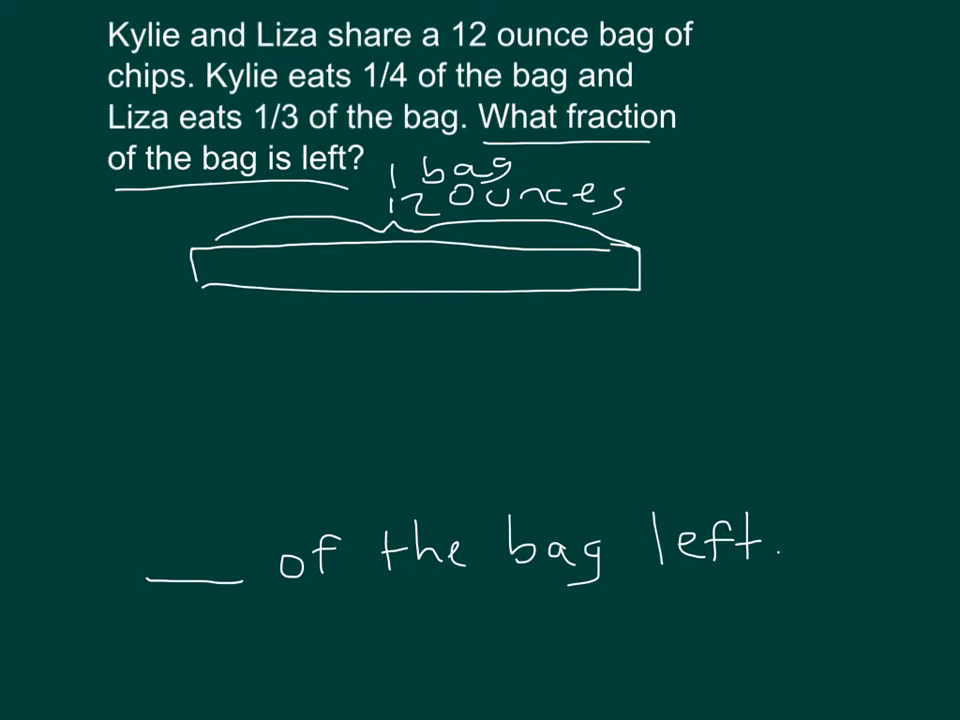 Kylie and Liza share a 12 ounce bag of
chips. Kylie eats 1/4 of the bag and
Liza eats 1/3 of the bag. What fraction
of the bag is left?
1 bag
12 ounces
__ of the bag left.